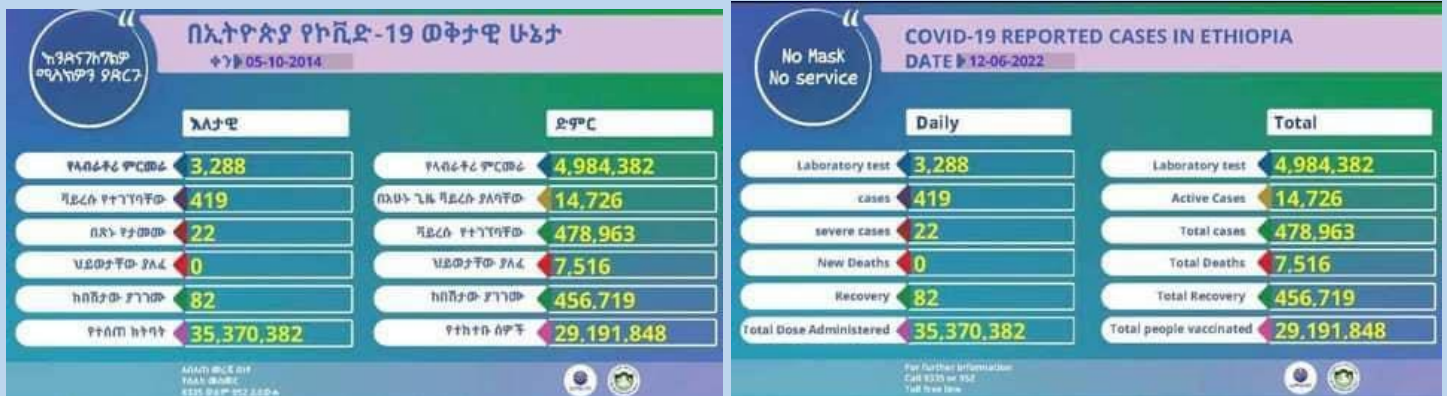 በኢትዮጵያ የኮቪድ-19 ወቅታዊ ሁኔታ
ቀን 05-10-2014
እለታዊ ድምር
የላብራቶሪ ምርመራ 3,288 የላብራቶሪ ምርመራ 4,984,382
ቫይረሱ የተገኘባቸው 419 በአሁኑ ጊዜ ቫይረሱ ያለባቸው 14,726
በጽኑ የታመሙ 22 ቫይረሱ የተገኘባቸው 478,963
ህይወታቸው ያለፈ 0 ህይወታቸው ያለፈ 7,516
ከበሽታው ያገገሙ 82 ከበሽታው ያገገሙ 456,719
የተሰጠ ክትባት 35,370,382 የተከተቡ ሰዎች 29,191,848
No Mask
No service
COVID-19 REPORTED CASES IN ETHIOPIA
DATE 12-06-2022
Daily Total
Laboratory test 3,288 Laboratory test 4,984,382
cases 419 Active Cases 14,726
severe cases 22 Total cases 478,963
New Deaths 0 Total Deaths 7,516
Recovery 82 Total Recovery 456,719
Total Dose Administered 35,370,382 Total people vaccinated 29,191,848
For further information
Call 8335 or 952
Toll free line